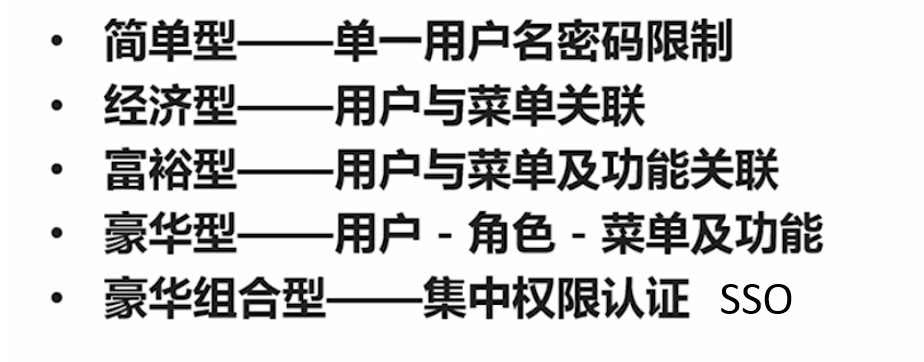 • 简单型——单一用户名密码限制
• 经济型——用户与菜单关联
• 富裕型——用户与菜单及功能关联
• 豪华型——用户 - 角色 - 菜单及功能
• 豪华组合型——集中权限认证 SSO